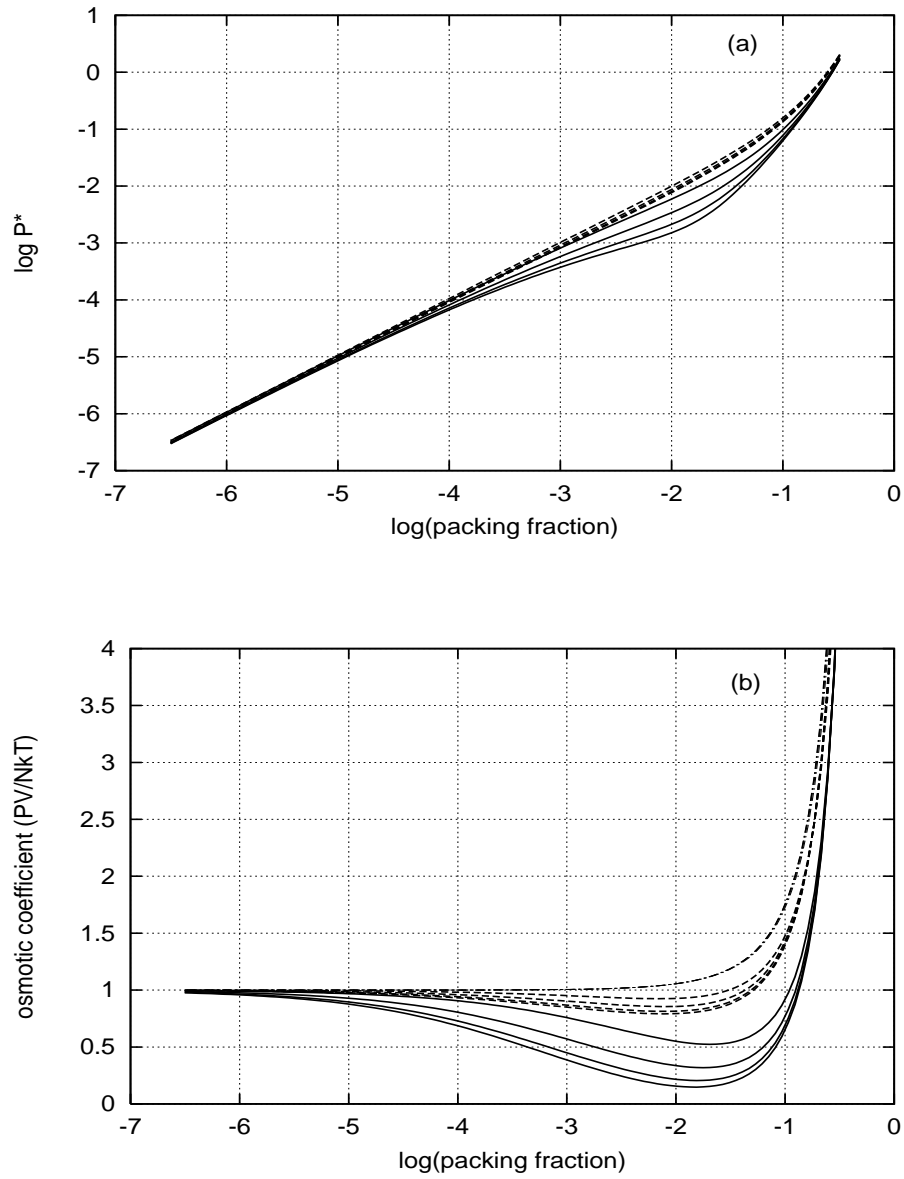 1
0
-1
-2
-3
-4
-5
-6
-7
(a)
log P*
-7 -6 -5 -4 -3 -2 -1 0
log(packing fraction)
4
3.5
3
2.5
2
1.5
1
0.5
0
(b)
osmotic coefficient (PV/NkT)
-7 -6 -5 -4 -3 -2 -1 0
log(packing fraction)